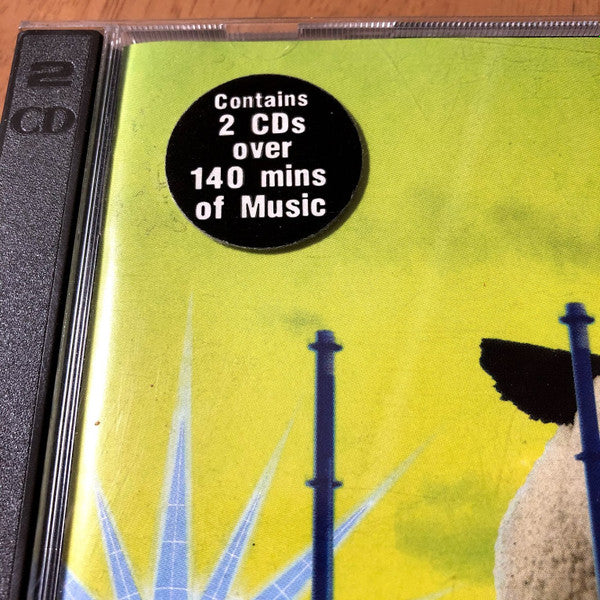 2
CD
Contains
2 CDs
over
140 mins
of Music